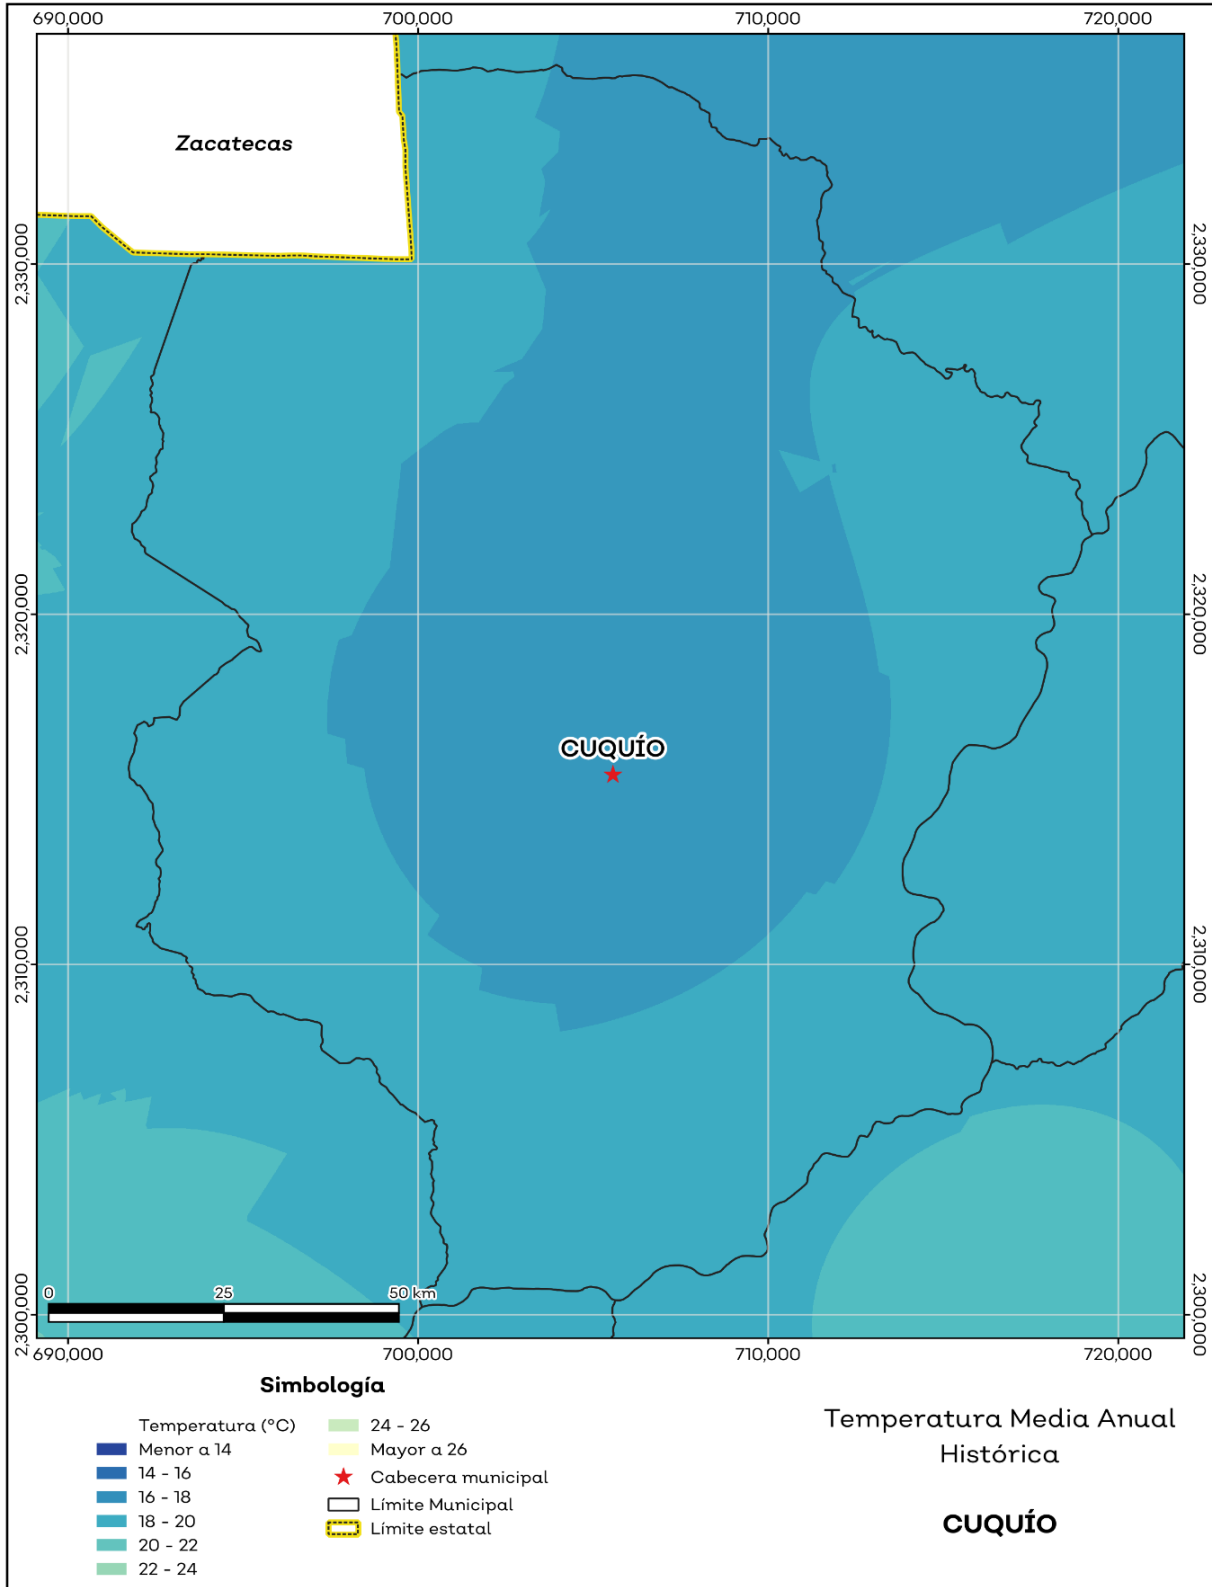 690,000
700,000
710,000
720,000
Zacatecas
2,330,000
2,330,000
2,320,000
2,320,000
CUQUÍO
2,310,000
2,310,000
2,300,000
2,300,000
0 25 50 km
690,000
700,000
710,000
720,000
Simbología
Temperatura (°C)
Menor a 14
14 - 16
16 - 18
18 - 20
20 - 22
22 - 24
24 - 26
Mayor a 26
Cabecera municipal
Límite Municipal
Límite estatal
Temperatura Media Anual
Histórica
CUQUÍO